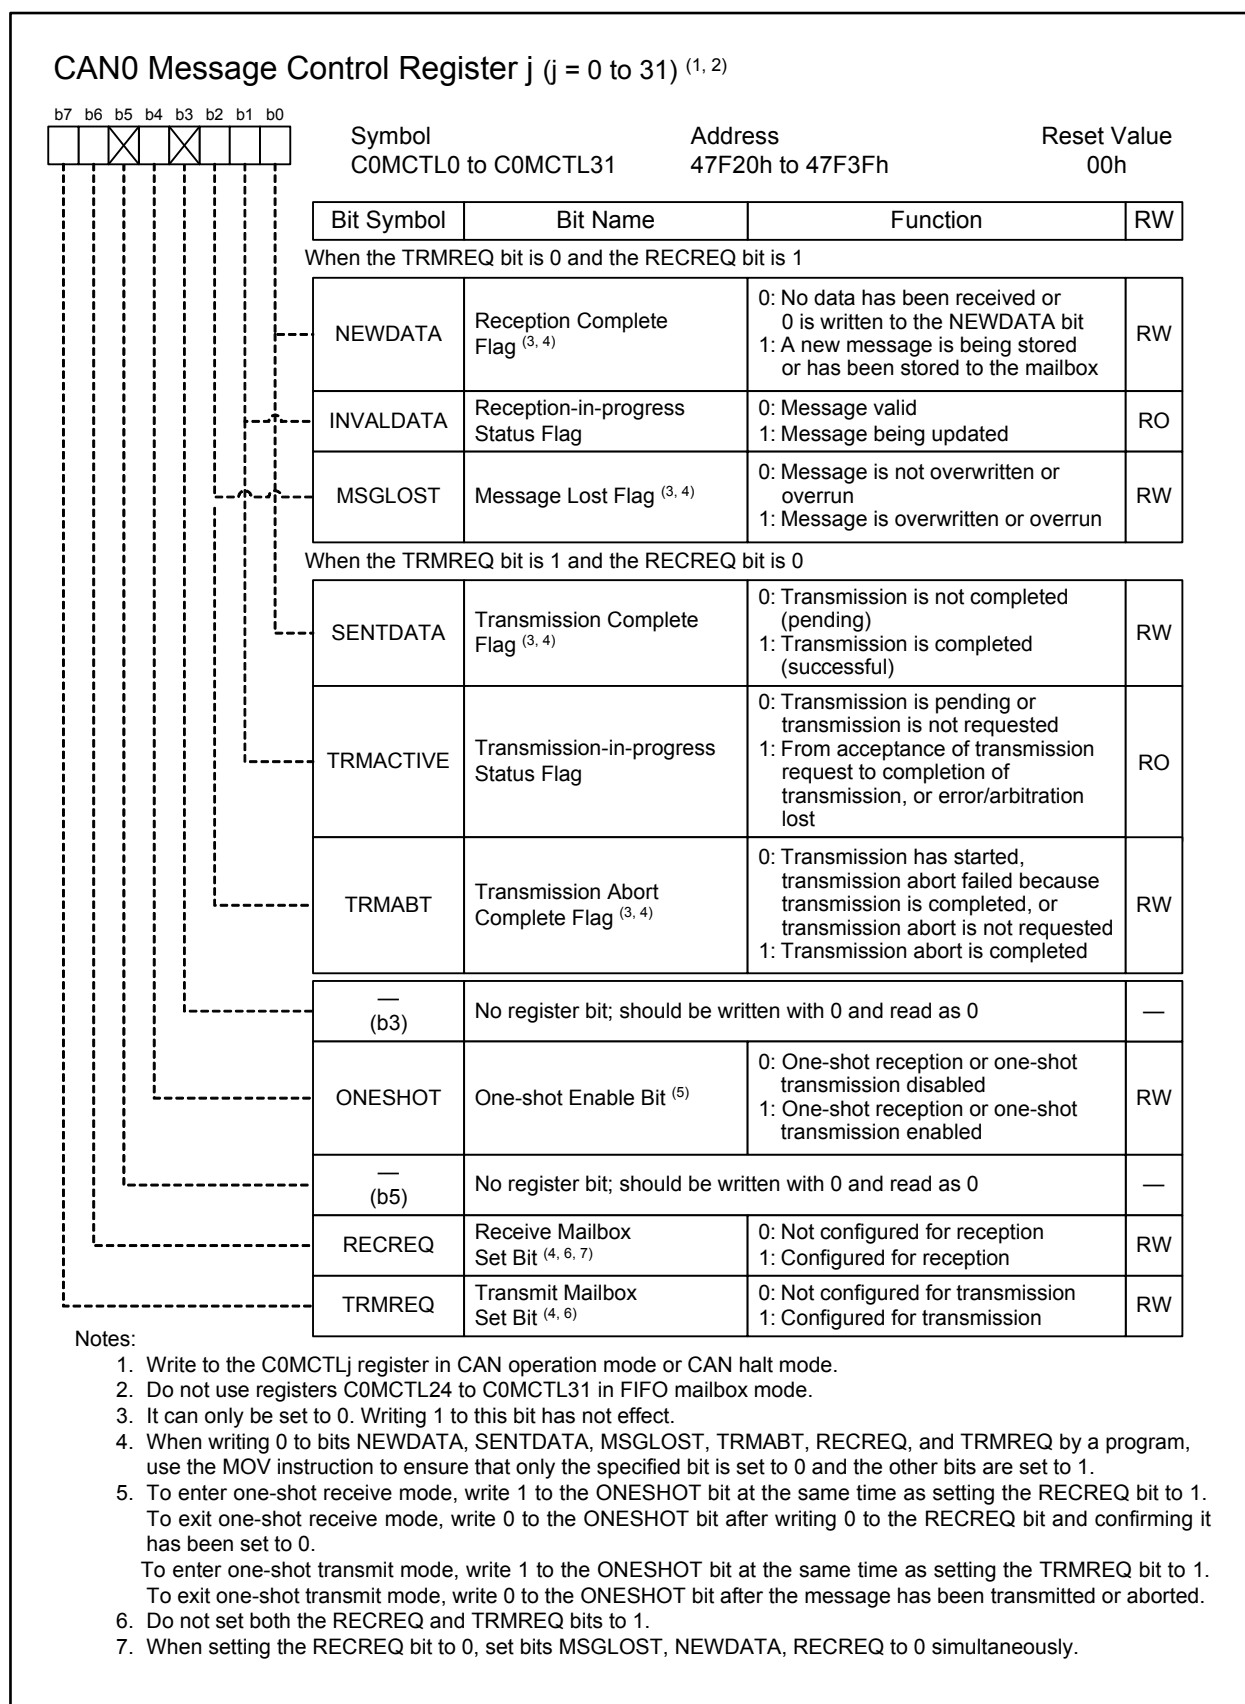 CAN0 Message Control Register j (j = 0 to 31) (1, 2)
b7 b6 b5 b4 b3 b2 b1 b0
Symbol Address Reset Value
C0MCTL0 to C0MCTL31 47F20h to 47F3Fh 00h
Bit Symbol Bit Name Function RW
When the TRMREQ bit is 0 and the RECREQ bit is 1
NEWDATA
Reception Complete
Flag (3, 4)
0: No data has been received or
0 is written to the NEWDATA bit
1: A new message is being stored
or has been stored to the mailbox
RW
INVALDATA
Reception-in-progress
Status Flag
0: Message valid
1: Message being updated
RO
MSGLOST
Message Lost Flag (3, 4)
0: Message is not overwritten or
overrun
1: Message is overwritten or overrun
RW
When the TRMREQ bit is 1 and the RECREQ bit is 0
SENTDATA
Transmission Complete
Flag (3, 4)
0: Transmission is not completed
(pending)
1: Transmission is completed
(successful)
RW
TRMACTIVE
Transmission-in-progress
Status Flag
0: Transmission is pending or
transmission is not requested
1: From acceptance of transmission
request to completion of
transmission, or error/arbitration
lost
RO
TRMABT
Transmission Abort
Complete Flag (3, 4)
0: Transmission has started,
transmission abort failed because
transmission is completed, or
transmission abort is not requested
1: Transmission abort is completed
RW
—
(b3)
No register bit; should be written with 0 and read as 0
—
ONESHOT
One-shot Enable Bit (5)
0: One-shot reception or one-shot
transmission disabled
1: One-shot reception or one-shot
transmission enabled
RW
—
(b5)
No register bit; should be written with 0 and read as 0
—
RECREQ
Receive Mailbox
Set Bit (4, 6, 7)
0: Not configured for reception
1: Configured for reception
RW
TRMREQ
Transmit Mailbox
Set Bit (4, 6)
0: Not configured for transmission
1: Configured for transmission
RW
Notes:
1. Write to the C0MCTLj register in CAN operation mode or CAN halt mode.
2. Do not use registers C0MCTL24 to C0MCTL31 in FIFO mailbox mode.
3. It can only be set to 0. Writing 1 to this bit has not effect.
4. When writing 0 to bits NEWDATA, SENTDATA, MSGLOST, TRMABT, RECREQ, and TRMREQ by a program,
use the MOV instruction to ensure that only the specified bit is set to 0 and the other bits are set to 1.
5. To enter one-shot receive mode, write 1 to the ONESHOT bit at the same time as setting the RECREQ bit to 1.
To exit one-shot receive mode, write 0 to the ONESHOT bit after writing 0 to the RECREQ bit and confirming it
has been set to 0.
To enter one-shot transmit mode, write 1 to the ONESHOT bit at the same time as setting the TRMREQ bit to 1.
To exit one-shot transmit mode, write 0 to the ONESHOT bit after the message has been transmitted or aborted.
6. Do not set both the RECREQ and TRMREQ bits to 1.
7. When setting the RECREQ bit to 0, set bits MSGLOST, NEWDATA, RECREQ to 0 simultaneously.